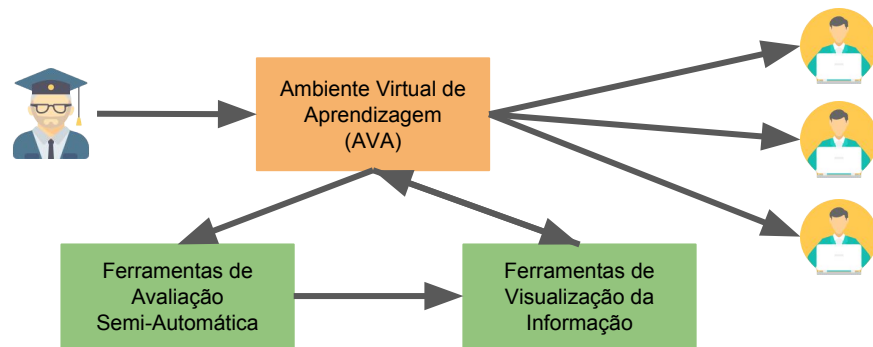 Ambiente Virtual de
Aprendizagem
(AVA)
Ferramentas de
Avaliação
Semi-Automática
Ferramentas de
Visualização da
Informação